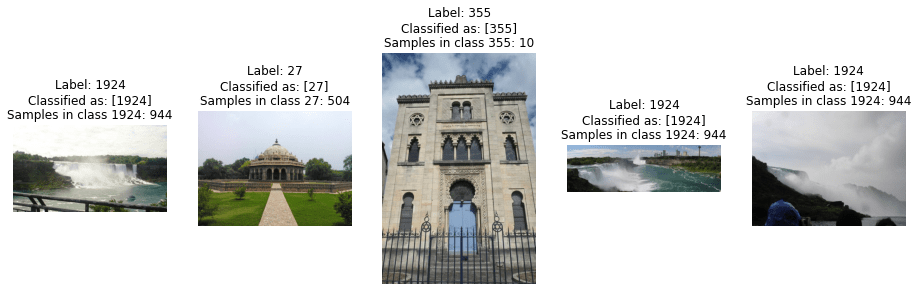 Label: 1924
Classified as: [1924]
Samples in class 1924: 944
Label: 27
Classified as: [27]
Samples in class 27: 504
Label: 355
Classified as: [355]
Samples in class 355: 10
Label: 1924
Classified as: [1924]
Samples in class 1924: 944
Label: 1924
Classified as: [1924]
Samples in class 1924: 944